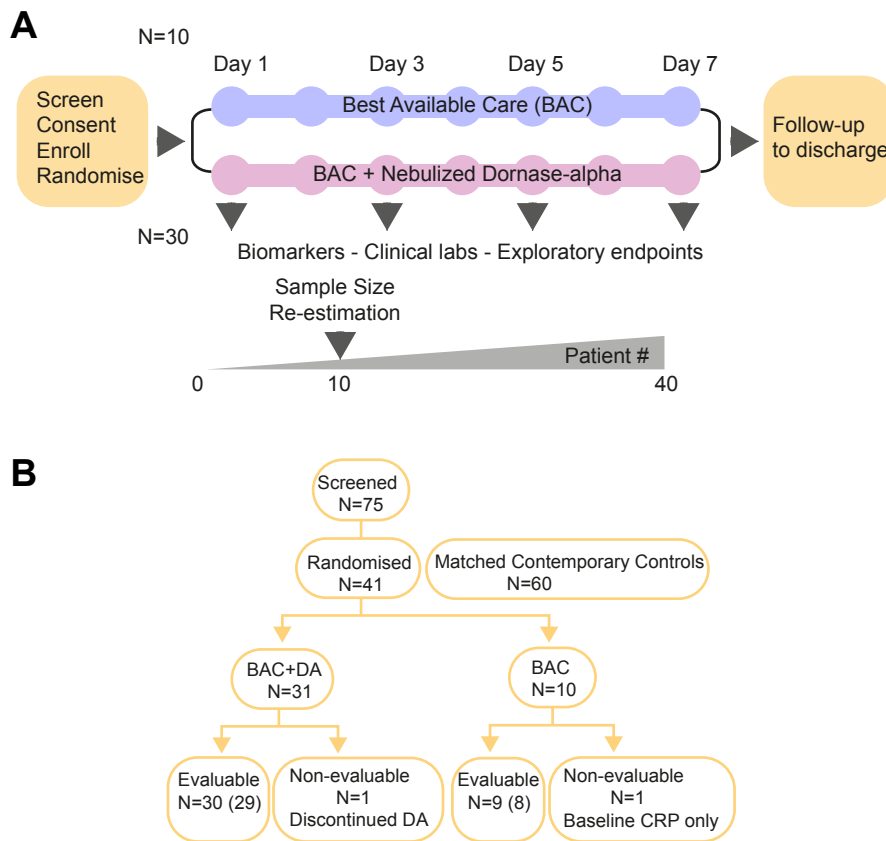 A
N=10
Day 1
Day 3
Day 5
Day 7
Screen
Consent
Enroll
Randomise
Best Available Care (BAC)
BAC + Nebulized Dornase-alpha
Follow-up
to discharge
N=30
Biomarkers - Clinical labs - Exploratory endpoints
Sample Size
Re-estimation
Patient #
0
10
40
B
Screened
N=75
Randomised
N=41
Matched Contemporary Controls
N=60
BAC+DA
N=31
BAC
N=10
Evaluable
N=30 (29)
Non-evaluable
N=1
Discontinued DA
Evaluable
N=9 (8)
Non-evaluable
N=1
Baseline CRP only